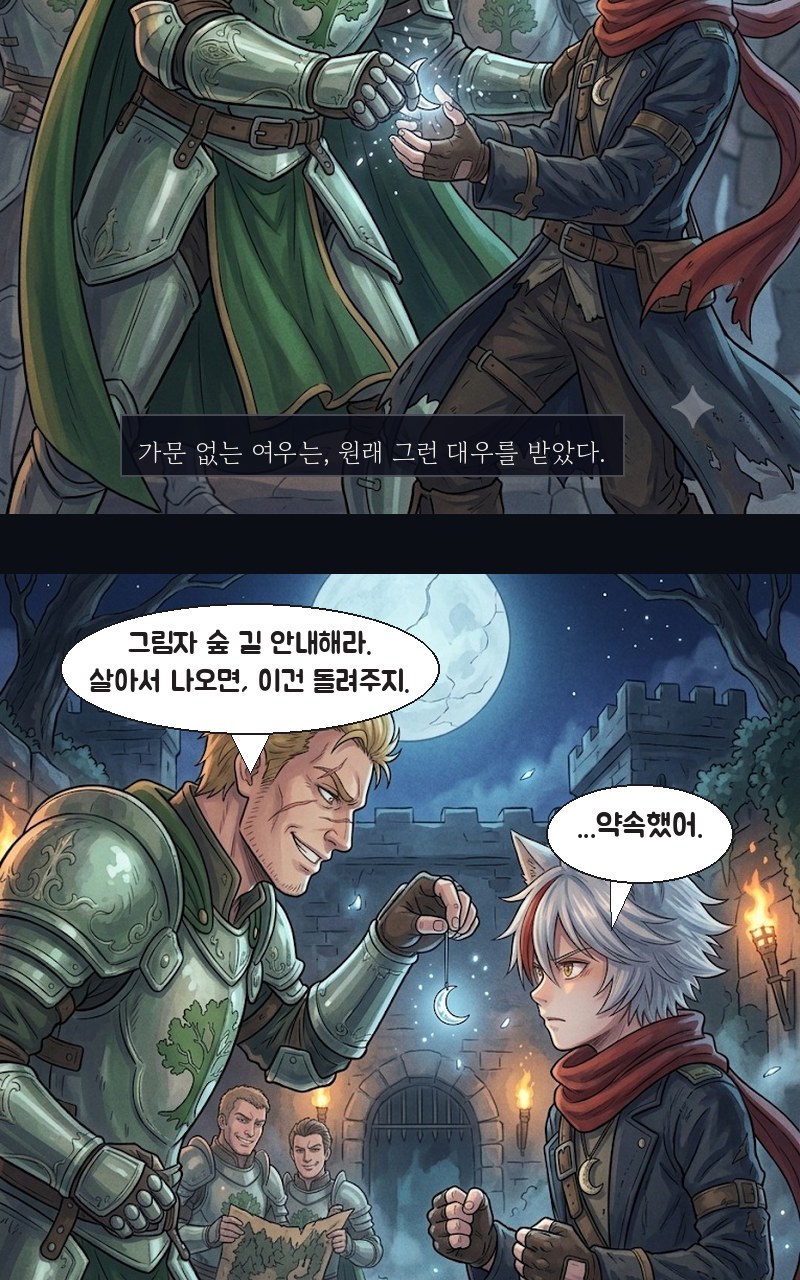 가문 없는 여우는, 원래 그런 대우를 받았다.
그림자 숲 길 안내해라.
살아서 나오면, 이건 돌려주지.
...약속했어.